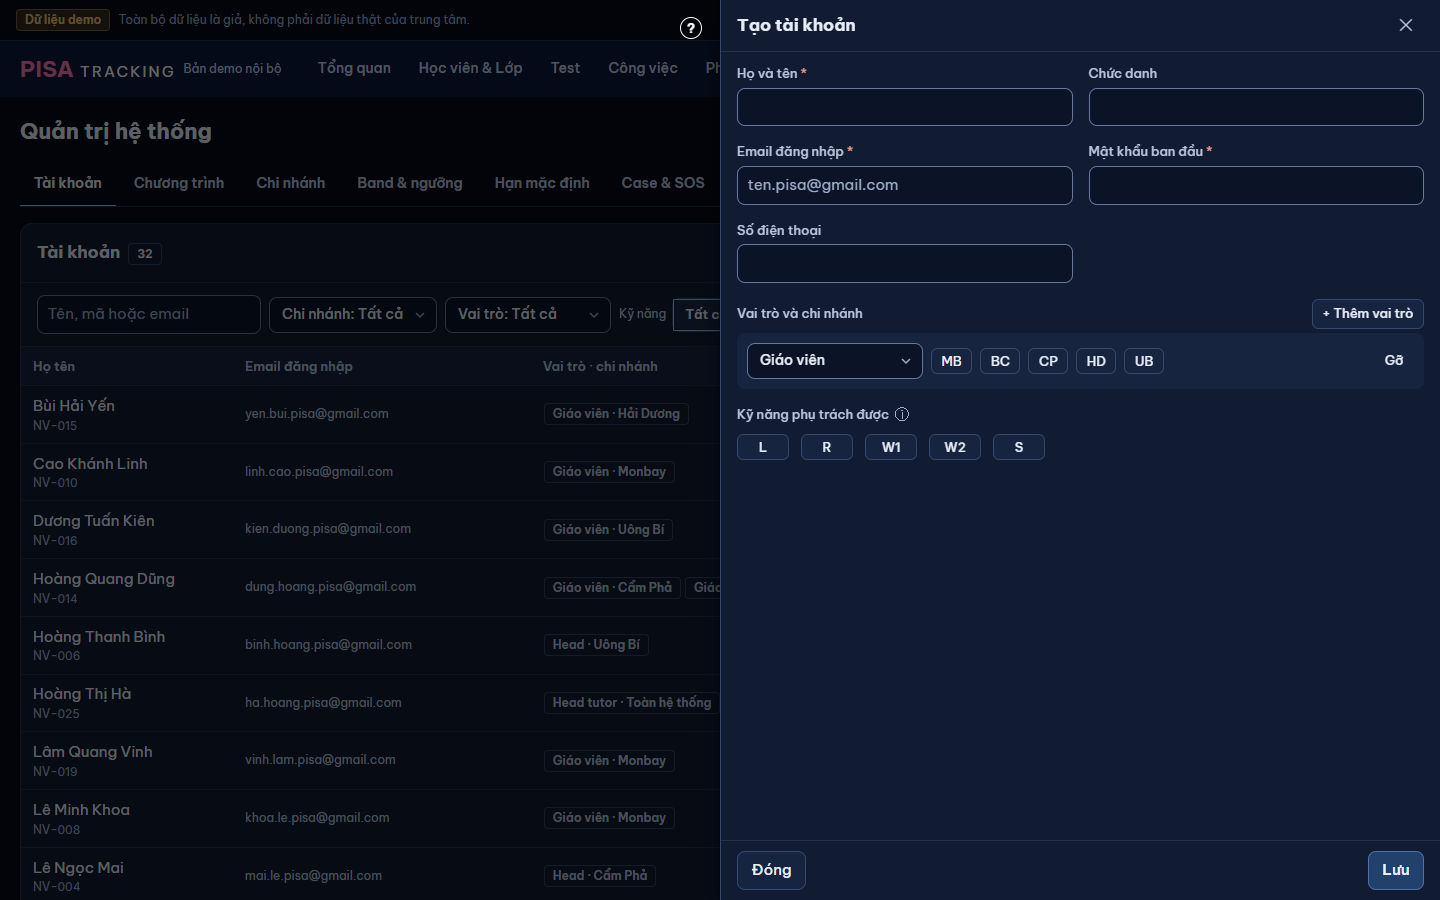 Dữ liệu demo Toàn bộ dữ liệu là giả, không phải dữ liệu thật của trung tâm.
?
PISA TRACKING Bản demo nội bộ Tổng quan Học viên & Lớp Test Công việc
Quản trị hệ thống
Tài khoản Chương trình Chi nhánh Band & ngưỡng Hạn mặc định Case & SOS
Tài khoản 32
Tên, mã hoặc email Chi nhánh: Tất cả Vai trò: Tất cả Kỹ năng
Họ tên Email đăng nhập Vai trò · chi nhánh
Bùi Hải Yến
NV-015
yen.bui.pisa@gmail.com
Giáo viên · Hải Dương
Cao Khánh Linh
NV-010
linh.cao.pisa@gmail.com
Giáo viên · Monbay
Dương Tuấn Kiên
NV-016
kien.duong.pisa@gmail.com
Giáo viên · Uông Bí
Hoàng Quang Dũng
NV-014
dung.hoang.pisa@gmail.com
Giáo viên · Cẩm Phả
Hoàng Thanh Bình
NV-006
binh.hoang.pisa@gmail.com
Head · Uông Bí
Hoàng Thị Hà
NV-025
ha.hoang.pisa@gmail.com
Head tutor · Toàn hệ thống
Lâm Quang Vinh
NV-019
vinh.lam.pisa@gmail.com
Giáo viên · Monbay
Lê Minh Khoa
NV-008
khoa.le.pisa@gmail.com
Giáo viên · Monbay
Lê Ngọc Mai
NV-004
mai.le.pisa@gmail.com
Head · Cẩm Phả
Tạo tài khoản
Họ và tên * Chức danh
Email đăng nhập * Mật khẩu ban đầu *
ten.pisa@gmail.com
Số điện thoại
Vai trò và chi nhánh + Thêm vai trò
Giáo viên MB BC CP HD UB Gỡ
Kỹ năng phụ trách được
L R W1 W2 S
Đóng Lưu